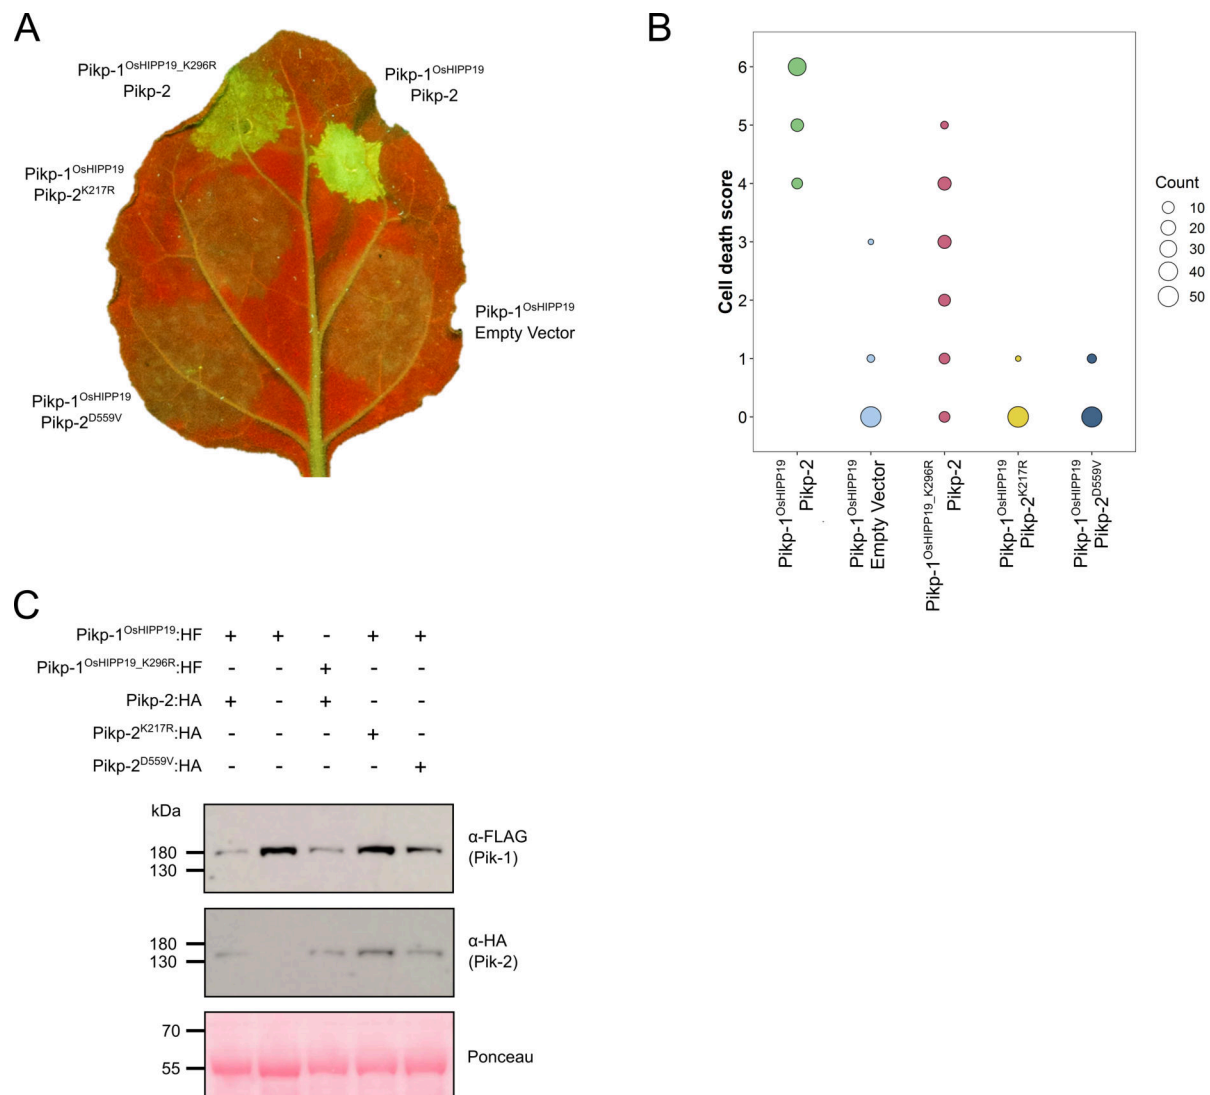 A
Pikp-1OsHIPP19_K296R
Pikp-2
Pikp-1OsHIPP19
Pikp-2
Pikp-1OsHIPP19
Pikp-2K217R
Pikp-1OsHIPP19
Empty Vector
Pikp-1OsHIPP19
Pikp-2D559V
B
Cell death score
6
5
4
3
2
1
0
Pikp-1OsHIPP19
Pikp-2
Pikp-1OsHIPP19
Empty Vector
Pikp-1OsHIPP19_K296R
Pikp-2
Pikp-1OsHIPP19
Pikp-2K217R
Pikp-1OsHIPP19
Pikp-2D559V
Count
10
20
30
40
50
C
Pikp-1OsHIPP19:HF + + - + +
Pikp-1OsHIPP19_K296R:HF - - + - -
Pikp-2:HA + - + - -
Pikp-2K217R:HA - - - + -
Pikp-2D559V:HA - - - - +
kDa
180
130
α-FLAG
(Pik-1)
180
130
α-HA
(Pik-2)
70
55
Ponceau